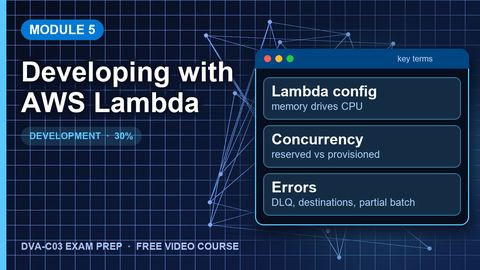 MODULE 5
Developing with
AWS Lambda
DEVELOPMENT · 30%
key terms
Lambda config
memory drives CPU
Concurrency
reserved vs provisioned
Errors
DLQ, destinations, partial batch
DVA-C03 EXAM PREP · FREE VIDEO COURSE